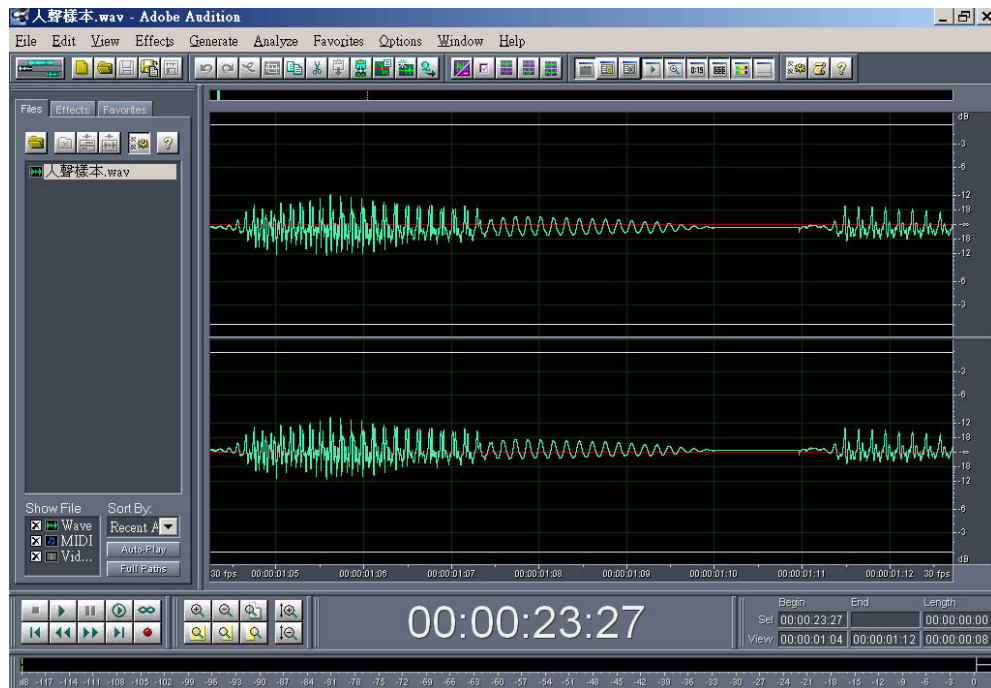 人聲樣本.wav - Adobe Audition
File Edit View Effects Generate Analyze Favorites Options Window Help
Files Effects Favorites
人聲樣本.wav
Show File Sort By:
Wave Recent A
MIDI
Vid... Auto-Play
Full Paths
dB
-3
-6
-12
-18
-∞
-18
-12
-6
-3
-3
-6
-12
-18
-∞
-18
-12
-6
-3
dB
30 fps 00:00:01:05 00:00:01:06 00:00:01:07 00:00:01:08 00:00:01:09 00:00:01:10 00:00:01:11 00:00:01:12 30 fps
00:00:23:27
Begin End Length
Sel 00:00:23:27 00:00:00:00
View 00:00:01:04 00:00:01:12 00:00:00:08
dB -117 -114 -111 -108 -105 -102 -99 -96 -93 -90 -87 -84 -81 -78 -75 -72 -69 -66 -63 -60 -57 -54 -51 -48 -45 -42 -39 -36 -33 -30 -27 -24 -21 -18 -15 -12 -9 -6 -3 0